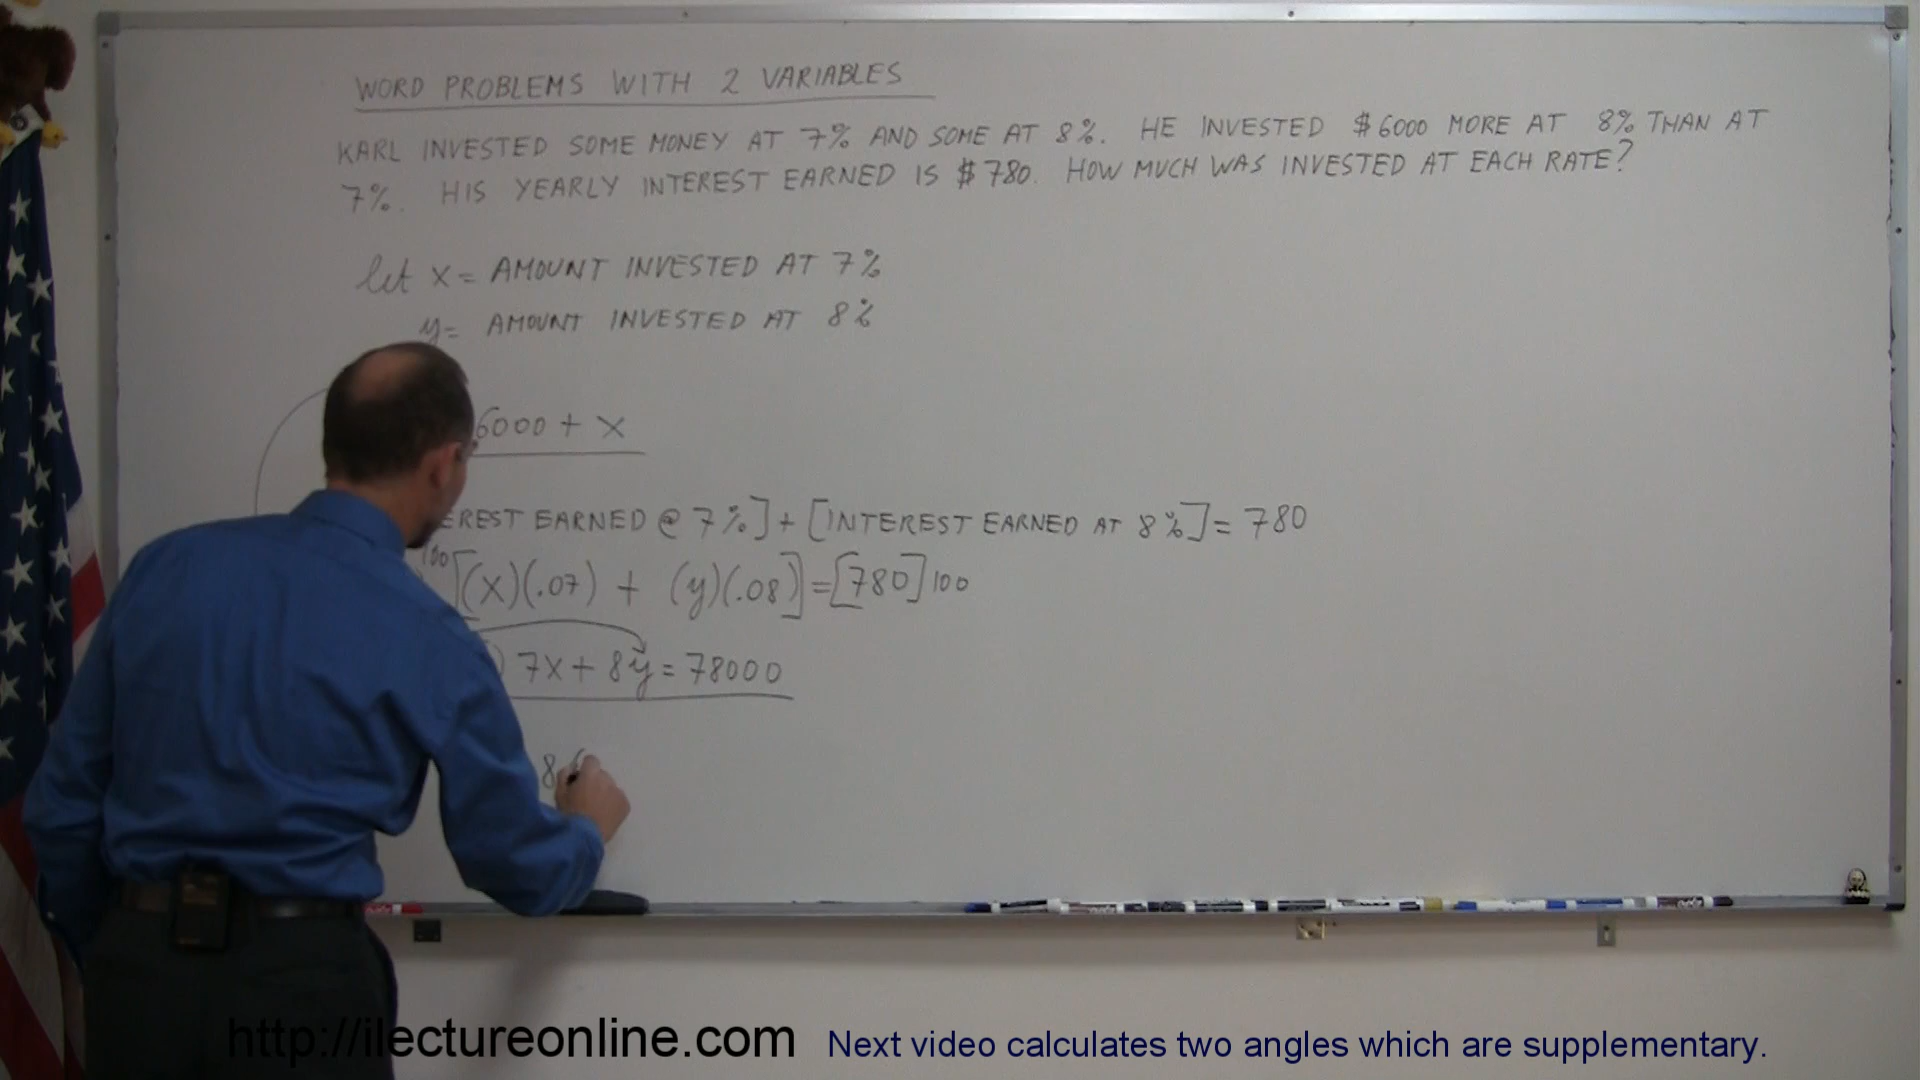 WORD PROBLEMS WITH 2 VARIABLES
KARL INVESTED SOME MONEY AT 7% AND SOME AT 8%. HE INVESTED $6000 MORE AT 8% THAN AT
7%. HIS YEARLY INTEREST EARNED IS $780. HOW MUCH WAS INVESTED AT EACH RATE?
let x = AMOUNT INVESTED AT 7%
y = AMOUNT INVESTED AT 8%
6000 + x
EREST EARNED @ 7%] + [INTEREST EARNED AT 8%] = 780
100 [(x)(.07) + (y)(.08)] = [780] 100
) 7x + 8y = 78000
8(
http://ilectureonline.com Next video calculates two angles which are supplementary.